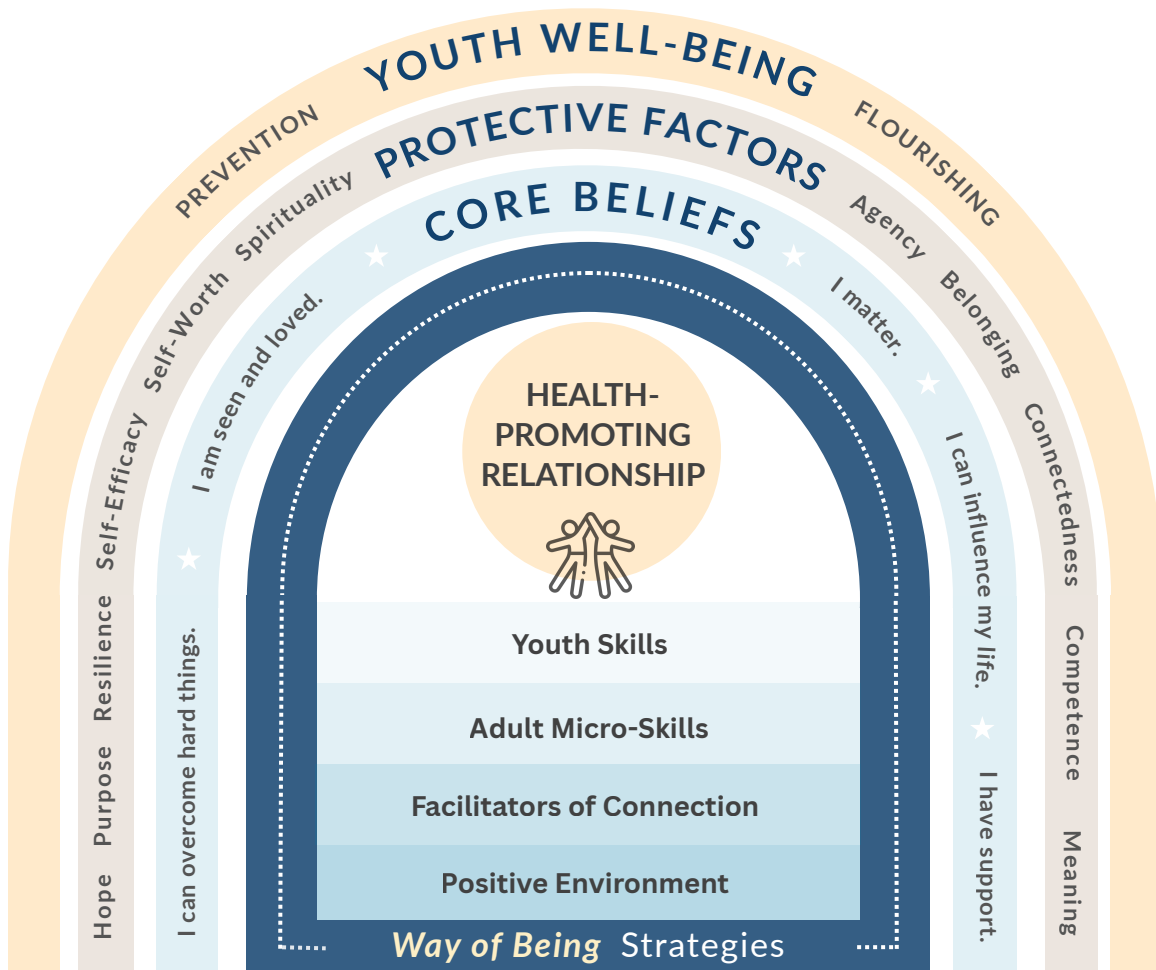 YOUTH WELL-BEING
PREVENTION
FLOURISHING
PROTECTIVE FACTORS
Hope
Purpose
Resilience
Self-Efficacy
Self-Worth
Spirituality
Agency
Belonging
Connectedness
Competence
Meaning
CORE BELIEFS
I can overcome hard things.
I am seen and loved.
I matter.
I can influence my life.
I have support.
HEALTH-
PROMOTING
RELATIONSHIP
Youth Skills
Adult Micro-Skills
Facilitators of Connection
Positive Environment
Way of Being Strategies